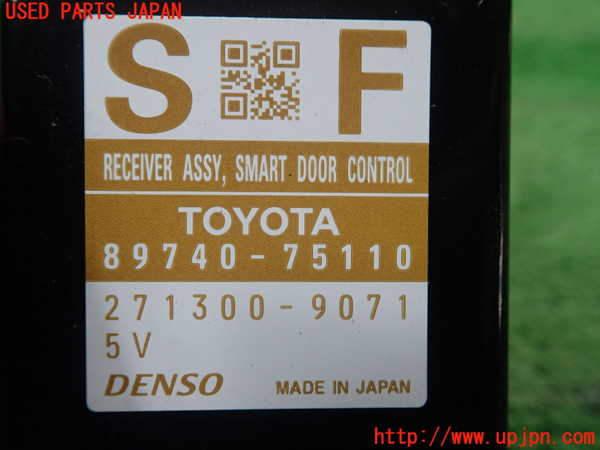 USED PARTS JAPAN
S F
RECEIVER ASSY, SMART DOOR CONTROL
TOYOTA
89740-75110
271300-9071
5V
DENSO MADE IN JAPAN
http://www.upjpn.com/